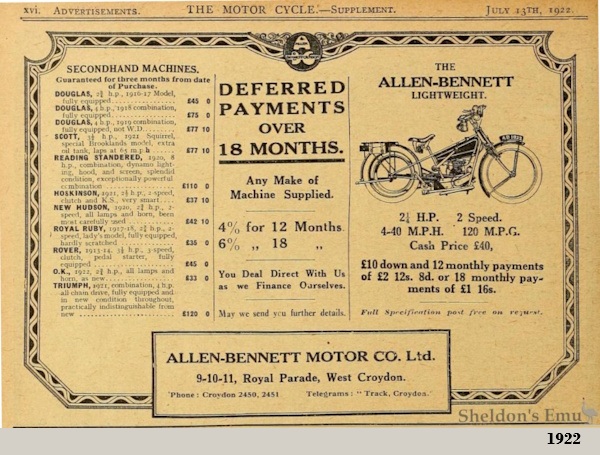 xvi. ADVERTISEMENTS. THE MOTOR CYCLE.—SUPPLEMENT. JULY 13TH, 1922.
SECONDHAND MACHINES.
Guaranteed for three months from date
of Purchase.
DOUGLAS, 2¾ h.p., 1916-17 Model,
fully equipped £45 0
DOUGLAS, 4 h.p., 1918 combination,
fully equipped £75 0
DOUGLAS, 4 h.p., 1919 combination,
fully equipped, not W.D. £77 10
SCOTT, 3½ h.p., 1921 Squirrel,
special Brooklands model, extra
oil tank, laps at 65 m.p.h £77 10
READING STANDERED, 1920, 8
h.p., combination, dynamo light-
ing, hood, and screen, splendid
condition, exceptionally powerful
combination £110 0
HOSKINSON, 1921, 2½ h.p., 2-speed,
clutch and K.S., very smart £37 10
NEW HUDSON, 1920, 2½ h.p., 2-
speed, all lamps and horn, been
most carefully used £42 10
ROYAL RUBY, 1917-18, 2½ h.p., 2-
speed, lady's model, fully equipped,
hardly scratched £35 0
ROVER, 1913-14, 3½ h.p., 3-speed,
clutch, pedal starter, fully
equipped £45 0
O.K., 1922, 2½ h.p., all lamps and
horn, as new £33 0
TRIUMPH, 1921, combination, 4 h.p.
all chain drive, fully equipped and
in new condition throughout,
practically indistinguishable from
new £120 0
DEFERRED
PAYMENTS
OVER
18 MONTHS.
Any Make of
Machine Supplied.
4% for 12 Months.
6% „ 18 „
You Deal Direct With Us
as we Finance Ourselves.
May we send you further details.
THE
ALLEN-BENNETT
LIGHTWEIGHT.
2¼ H.P. 2 Speed.
4-40 M.P.H. 120 M.P.G.
Cash Price £40,
£10 down and 12 monthly payments
of £2 12s. 8d. or 18 monthly pay-
ments of £1 16s.
Full Specification post free on request.
ALLEN-BENNETT MOTOR CO. Ltd.
9-10-11, Royal Parade, West Croydon.
'Phone: Croydon 2450, 2451. Telegrams: "Track, Croydon."
Sheldon's Emu
1922